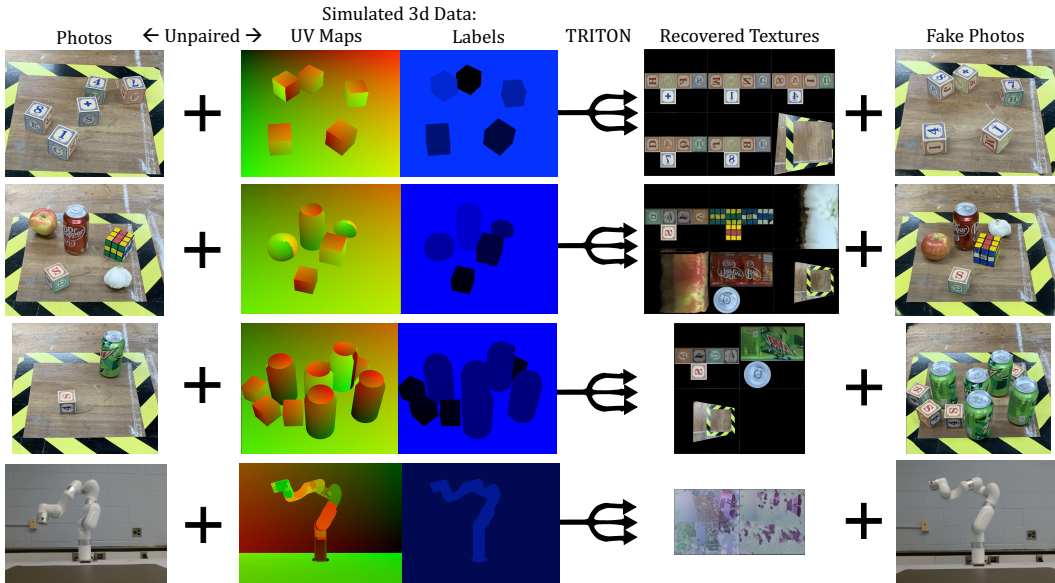 Simulated 3d Data:
Photos ← Unpaired → UV Maps Labels TRITON Recovered Textures Fake Photos